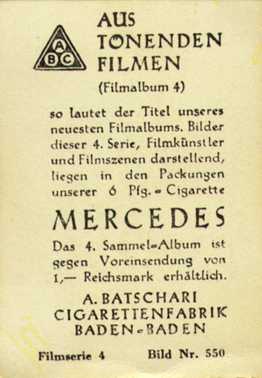 A
B C
AUS
TONENDEN
FILMEN
(Filmalbum 4)
so lautet der Titel unseres
neuesten Filmalbums. Bilder
dieser 4. Serie, Filmkünstler
und Filmszenen darstellend,
liegen in den Packungen
unserer 6 Pfg.=Cigarette
MERCEDES
Das 4. Sammel=Album ist
gegen Voreinsendung von
1,— Reichsmark erhältlich.
A. BATSCHARI
CIGARETTENFABRIK
BADEN=BADEN
Filmserie 4 Bild Nr. 550